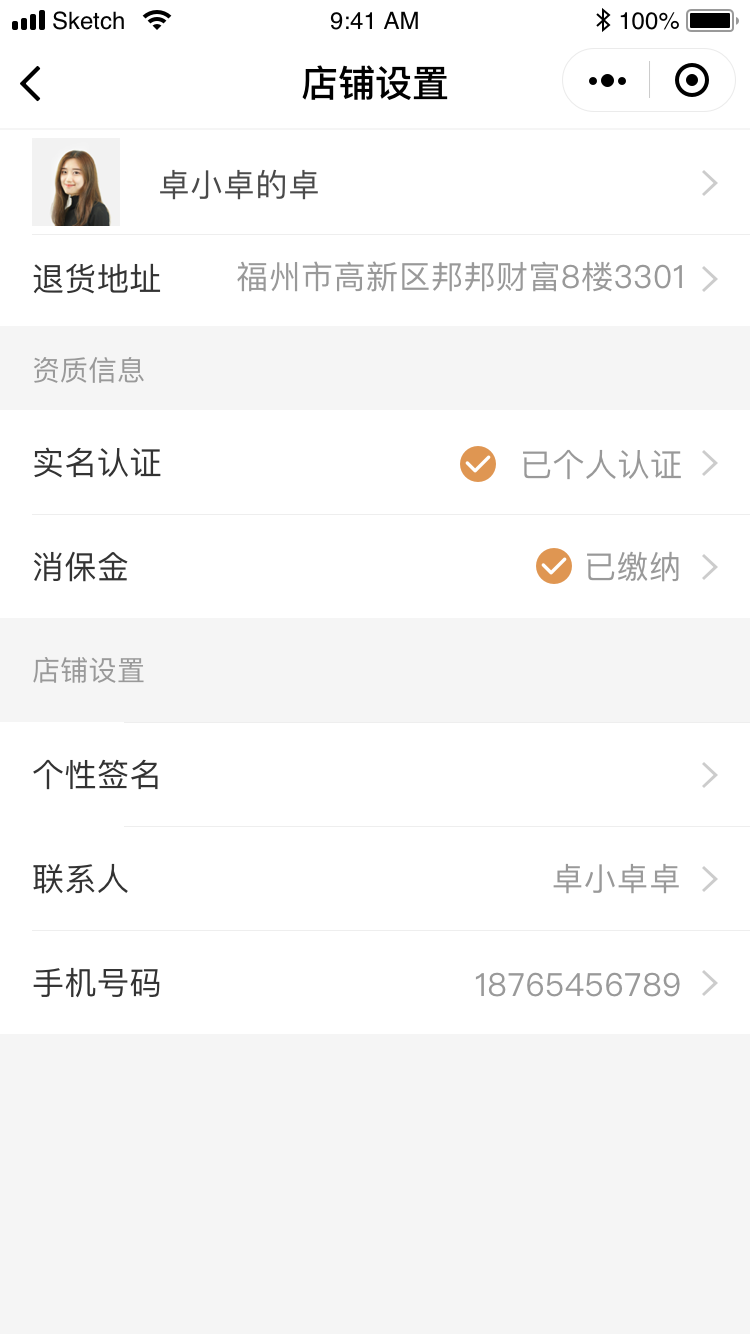 Sketch 9:41 AM 100%
店铺设置
卓小卓的卓
退货地址 福州市高新区邦邦财富8楼3301
资质信息
实名认证 已个人认证
消保金 已缴纳
店铺设置
个性签名
联系人 卓小卓卓
手机号码 18765456789